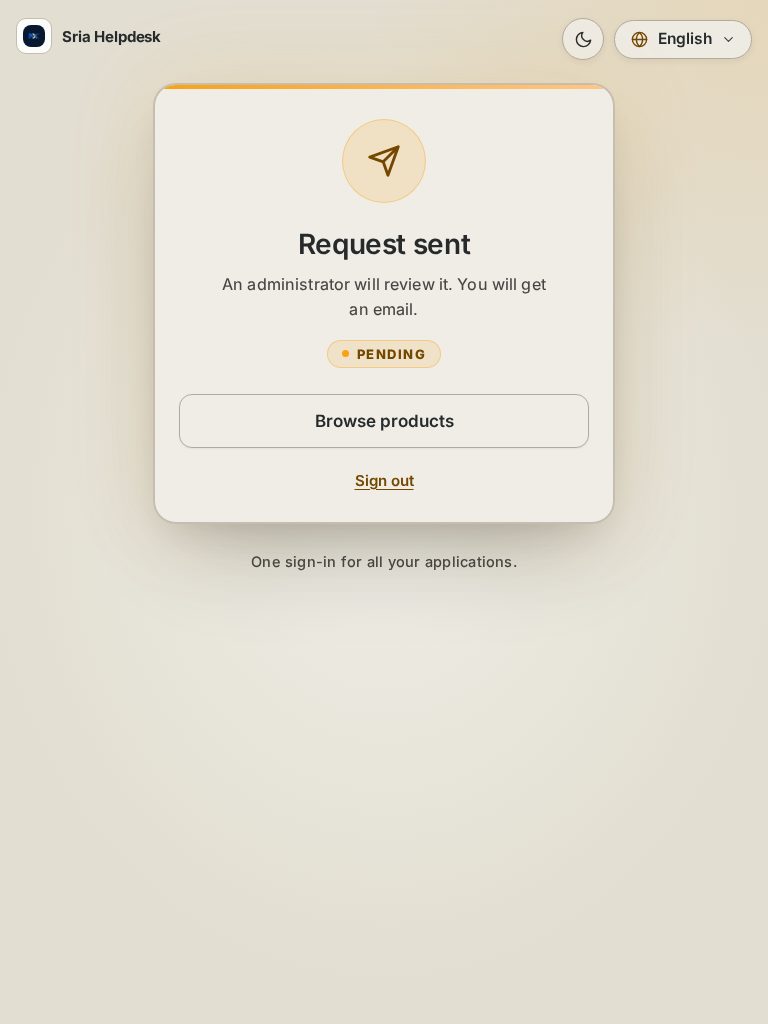 Sria Helpdesk
English
Request sent
An administrator will review it. You will get
an email.
PENDING
Browse products
Sign out
One sign-in for all your applications.